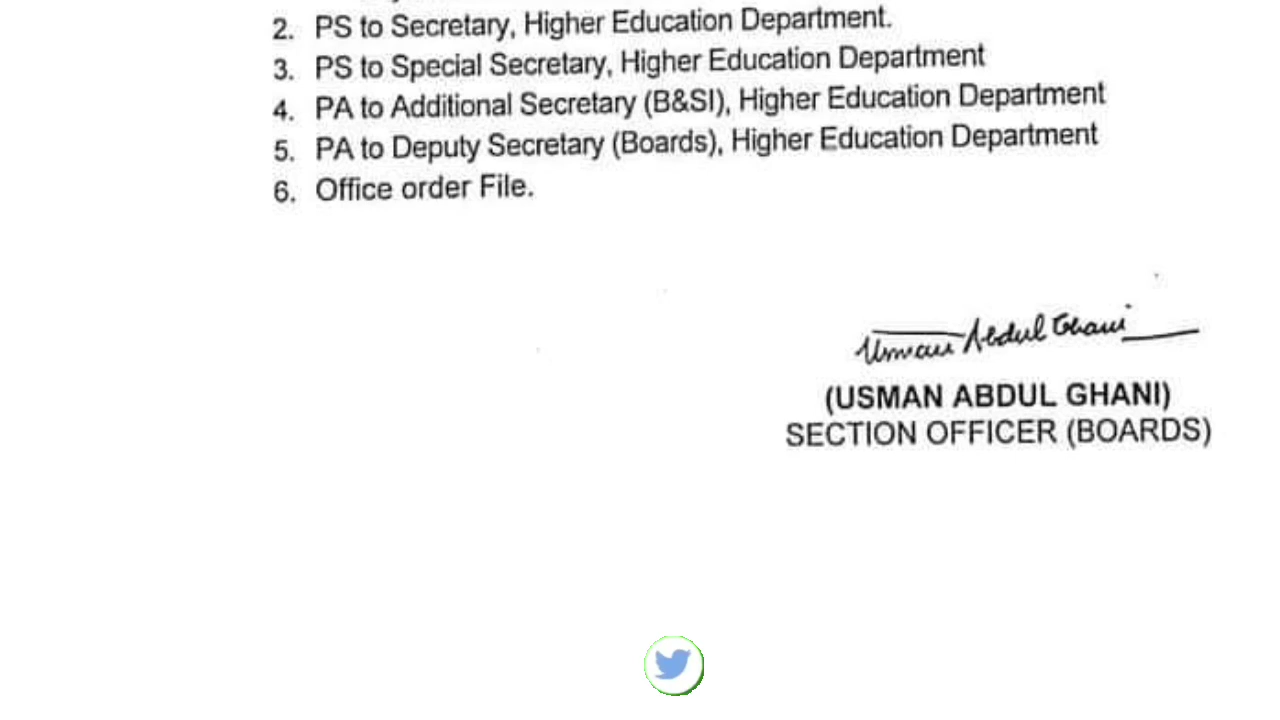 2. PS to Secretary, Higher Education Department.
3. PS to Special Secretary, Higher Education Department
4. PA to Additional Secretary (B&SI), Higher Education Department
5. PA to Deputy Secretary (Boards), Higher Education Department
6. Office order File.
Usman Abdul Ghani
(USMAN ABDUL GHANI)
SECTION OFFICER (BOARDS)